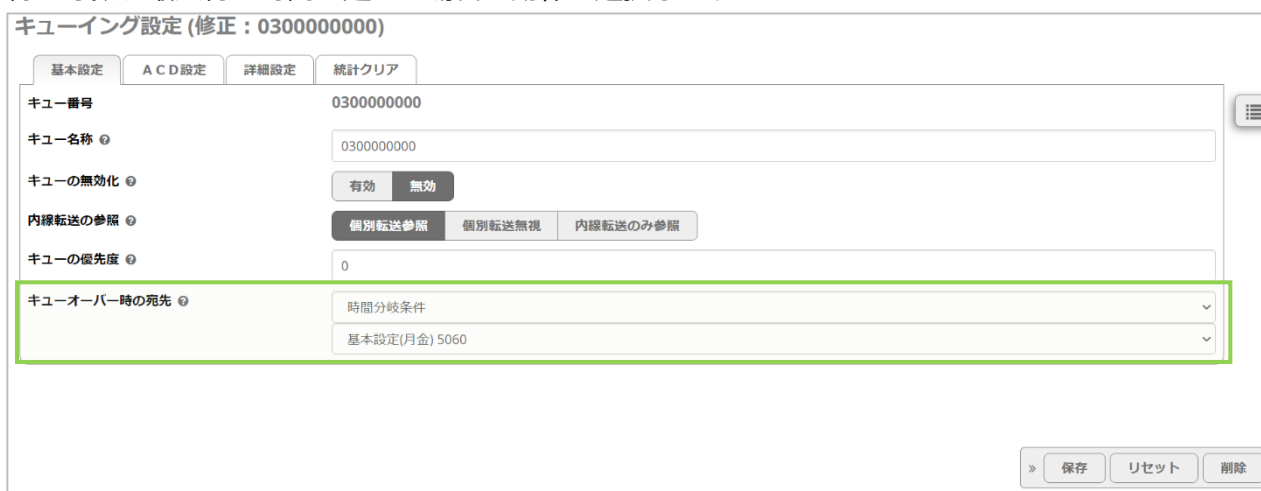 キューイング設定 (修正：0300000000)
基本設定 ＡＣＤ設定 詳細設定 統計クリア
キュー番号 0300000000
キュー名称 0300000000
キューの無効化 有効 無効
内線転送の参照 個別転送参照 個別転送無視 内線転送のみ参照
キューの優先度 0
キューオーバー時の宛先 時間分岐条件
基本設定(月金) 5060
» 保存 リセット 削除